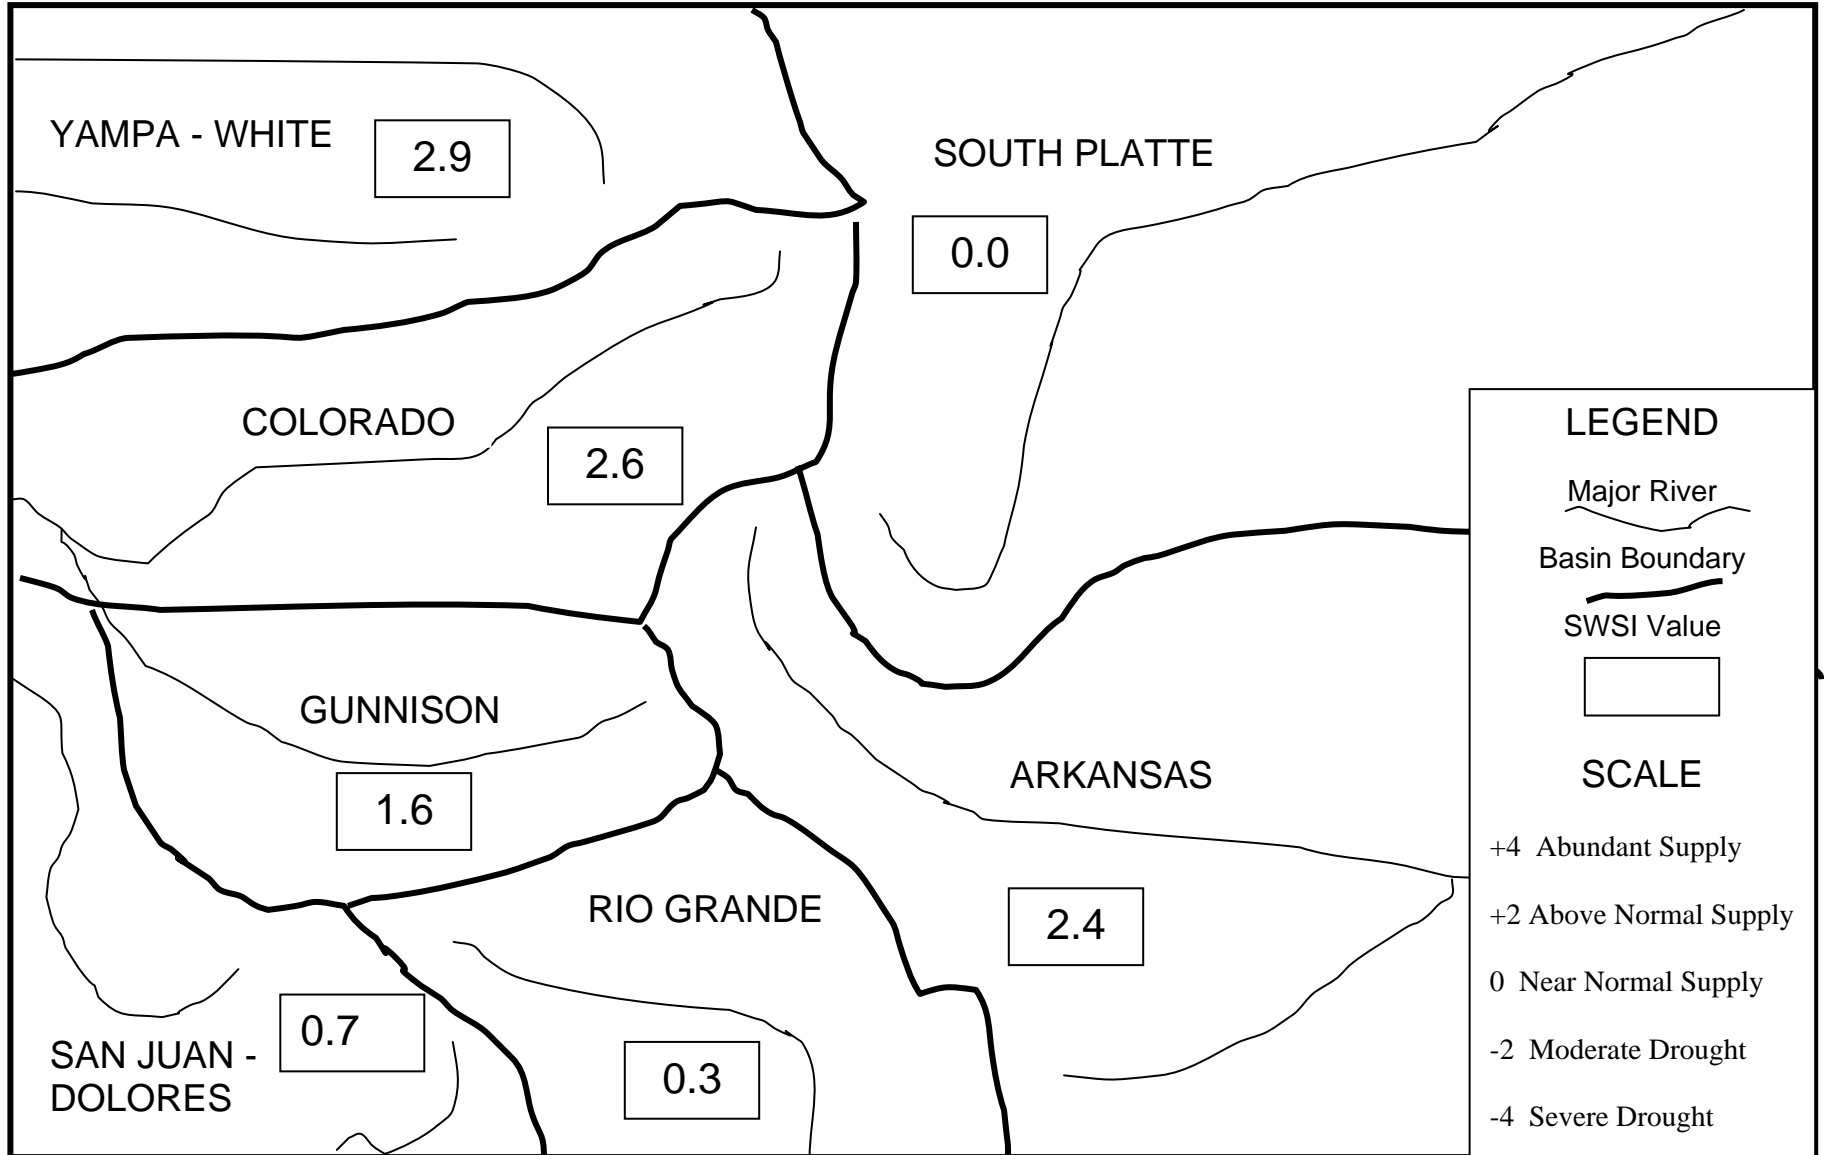 YAMPA - WHITE
2.9
SOUTH PLATTE
0.0
COLORADO
2.6
GUNNISON
1.6
ARKANSAS
2.4
RIO GRANDE
0.3
SAN JUAN -
DOLORES
0.7
LEGEND
Major River
Basin Boundary
SWSI Value
SCALE
+4 Abundant Supply
+2 Above Normal Supply
0 Near Normal Supply
-2 Moderate Drought
-4 Severe Drought